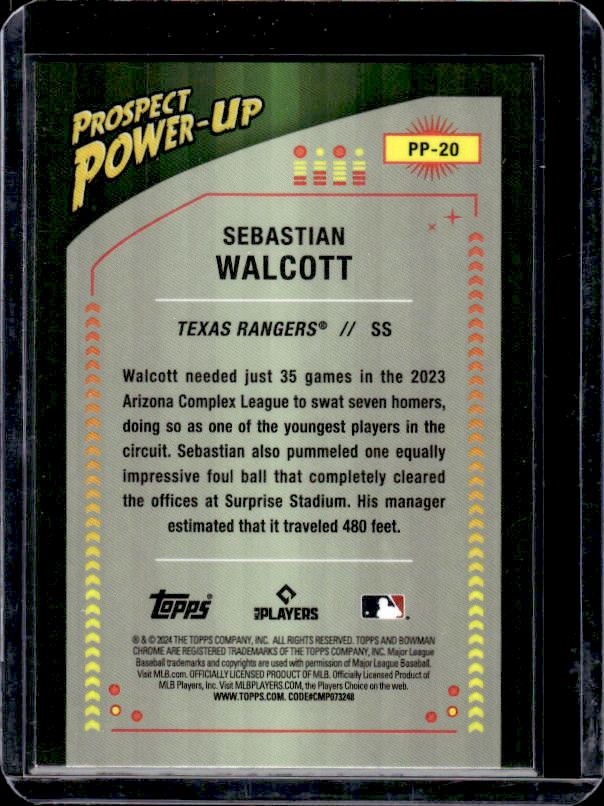 PROSPECT
POWER-UP
PP-20
SEBASTIAN
WALCOTT
TEXAS RANGERS® // SS
Walcott needed just 35 games in the 2023
Arizona Complex League to swat seven homers,
doing so as one of the youngest players in the
circuit. Sebastian also pummeled one equally
impressive foul ball that completely cleared
the offices at Surprise Stadium. His manager
estimated that it traveled 480 feet.
Topps®
MLB PLAYERS
® & © 2024 THE TOPPS COMPANY, INC. ALL RIGHTS RESERVED. TOPPS AND BOWMAN
CHROME ARE REGISTERED TRADEMARKS OF THE TOPPS COMPANY, INC. Major League
Baseball trademarks and copyrights are used with permission of Major League Baseball.
Visit MLB.com. OFFICIALLY LICENSED PRODUCT OF MLB. Officially Licensed Product of
MLB Players, Inc. Visit MLBPLAYERS.COM, the Players Choice on the web.
WWW.TOPPS.COM. CODE#CMP073248